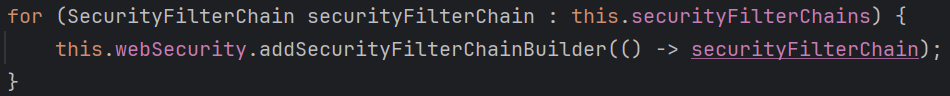 for (SecurityFilterChain securityFilterChain : this.securityFilterChains) {
    this.webSecurity.addSecurityFilterChainBuilder(() -> securityFilterChain);
}